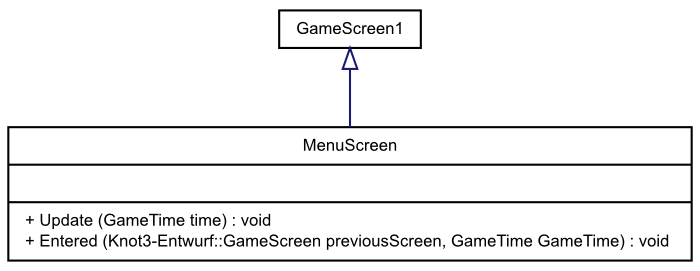 GameScreen1
MenuScreen
+ Update (GameTime time) : void
+ Entered (Knot3-Entwurf::GameScreen previousScreen, GameTime GameTime) : void